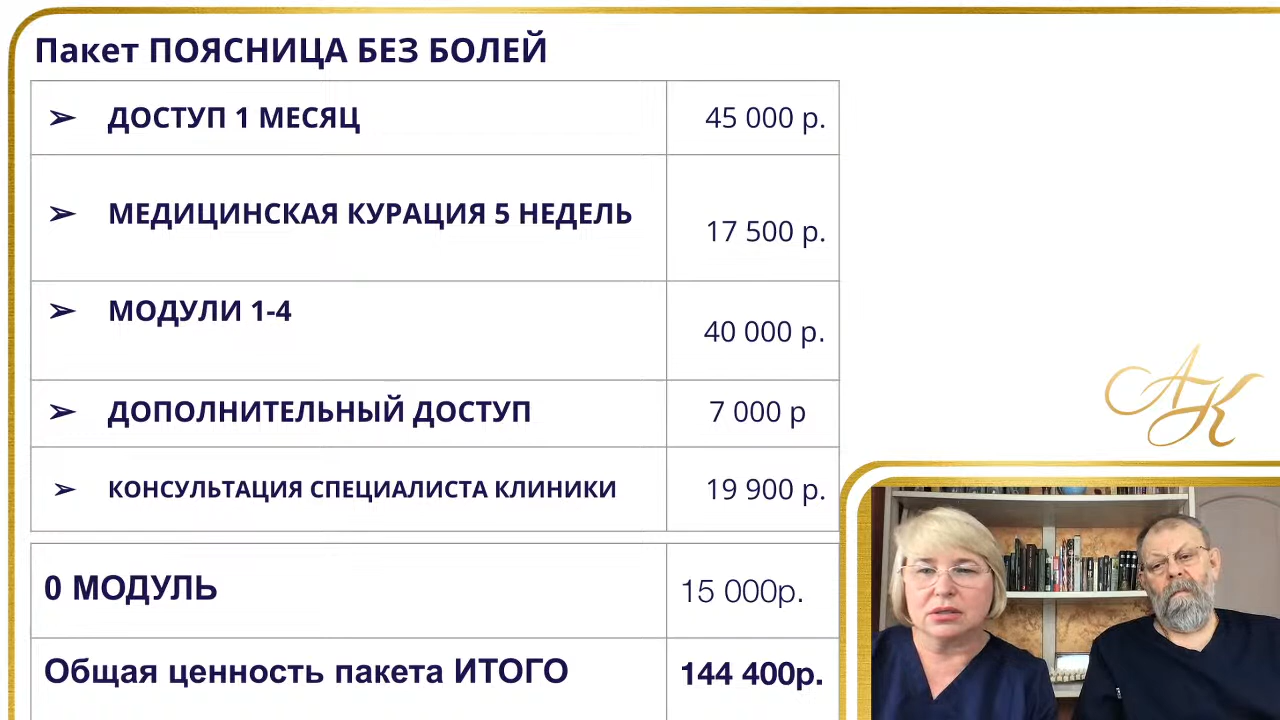 Пакет ПОЯСНИЦА БЕЗ БОЛЕЙ
➢ ДОСТУП 1 МЕСЯЦ 45 000 р.
➢ МЕДИЦИНСКАЯ КУРАЦИЯ 5 НЕДЕЛЬ 17 500 р.
➢ МОДУЛИ 1-4 40 000 р.
➢ ДОПОЛНИТЕЛЬНЫЙ ДОСТУП 7 000 р
➢ КОНСУЛЬТАЦИЯ СПЕЦИАЛИСТА КЛИНИКИ 19 900 р.
0 МОДУЛЬ 15 000р.
Общая ценность пакета ИТОГО 144 400р.
АК